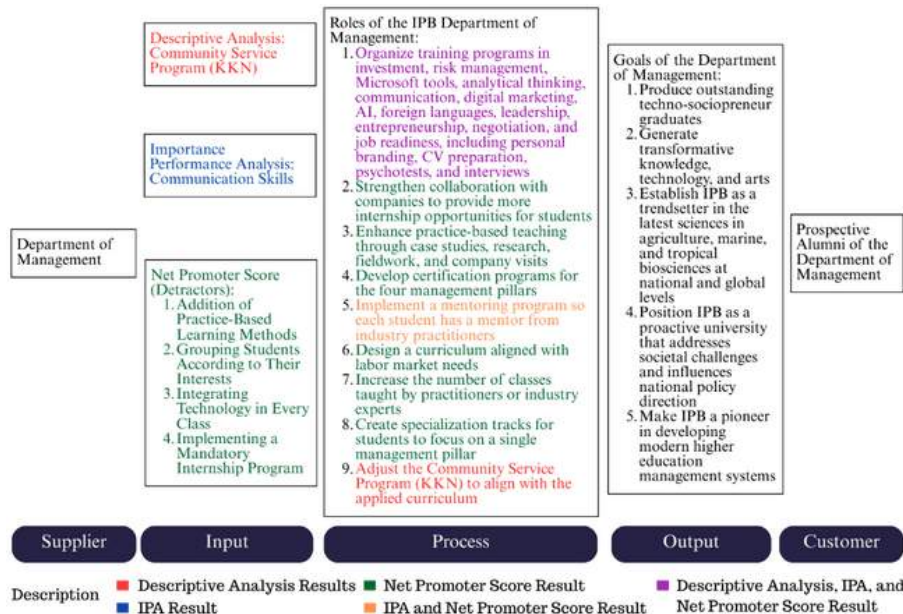 Department of
Management
Descriptive Analysis:
Community Service
Program (KKN)
Importance
Performance Analysis:
Communication Skills
Net Promoter Score
(Detractors):
1. Addition of
Practice-Based
Learning Methods
2. Grouping Students
According to Their
Interests
3. Integrating
Technology in Every
Class
4. Implementing a
Mandatory
Internship Program
Roles of the IPB Department of
Management:
1. Organize training programs in
investment, risk management,
Microsoft tools, analytical thinking,
communication, digital marketing,
AI, foreign languages, leadership,
entrepreneurship, negotiation, and
job readiness, including personal
branding, CV preparation,
psychotests, and interviews
2. Strengthen collaboration with
companies to provide more
internship opportunities for students
3. Enhance practice-based teaching
through case studies, research,
fieldwork, and company visits
4. Develop certification programs for
the four management pillars
5. Implement a mentoring program so
each student has a mentor from
industry practitioners
6. Design a curriculum aligned with
labor market needs
7. Increase the number of classes
taught by practitioners or industry
experts
8. Create specialization tracks for
students to focus on a single
management pillar
9. Adjust the Community Service
Program (KKN) to align with the
applied curriculum
Goals of the Department
of Management:
1. Produce outstanding
techno-sociopreneur
graduates
2. Generate
transformative
knowledge,
technology, and arts
3. Establish IPB as a
trendsetter in the
latest sciences in
agriculture, marine,
and tropical
biosciences at
national and global
levels
4. Position IPB as a
proactive university
that addresses
societal challenges
and influences
national policy
direction
5. Make IPB a pioneer
in developing
modern higher
education
management systems
Prospective
Alumni of the
Department of
Management
Supplier
Input
Process
Output
Customer
Description
Descriptive Analysis Results
IPA Result
Net Promoter Score Result
IPA and Net Promoter Score Result
Descriptive Analysis, IPA, and
Net Promoter Score Result